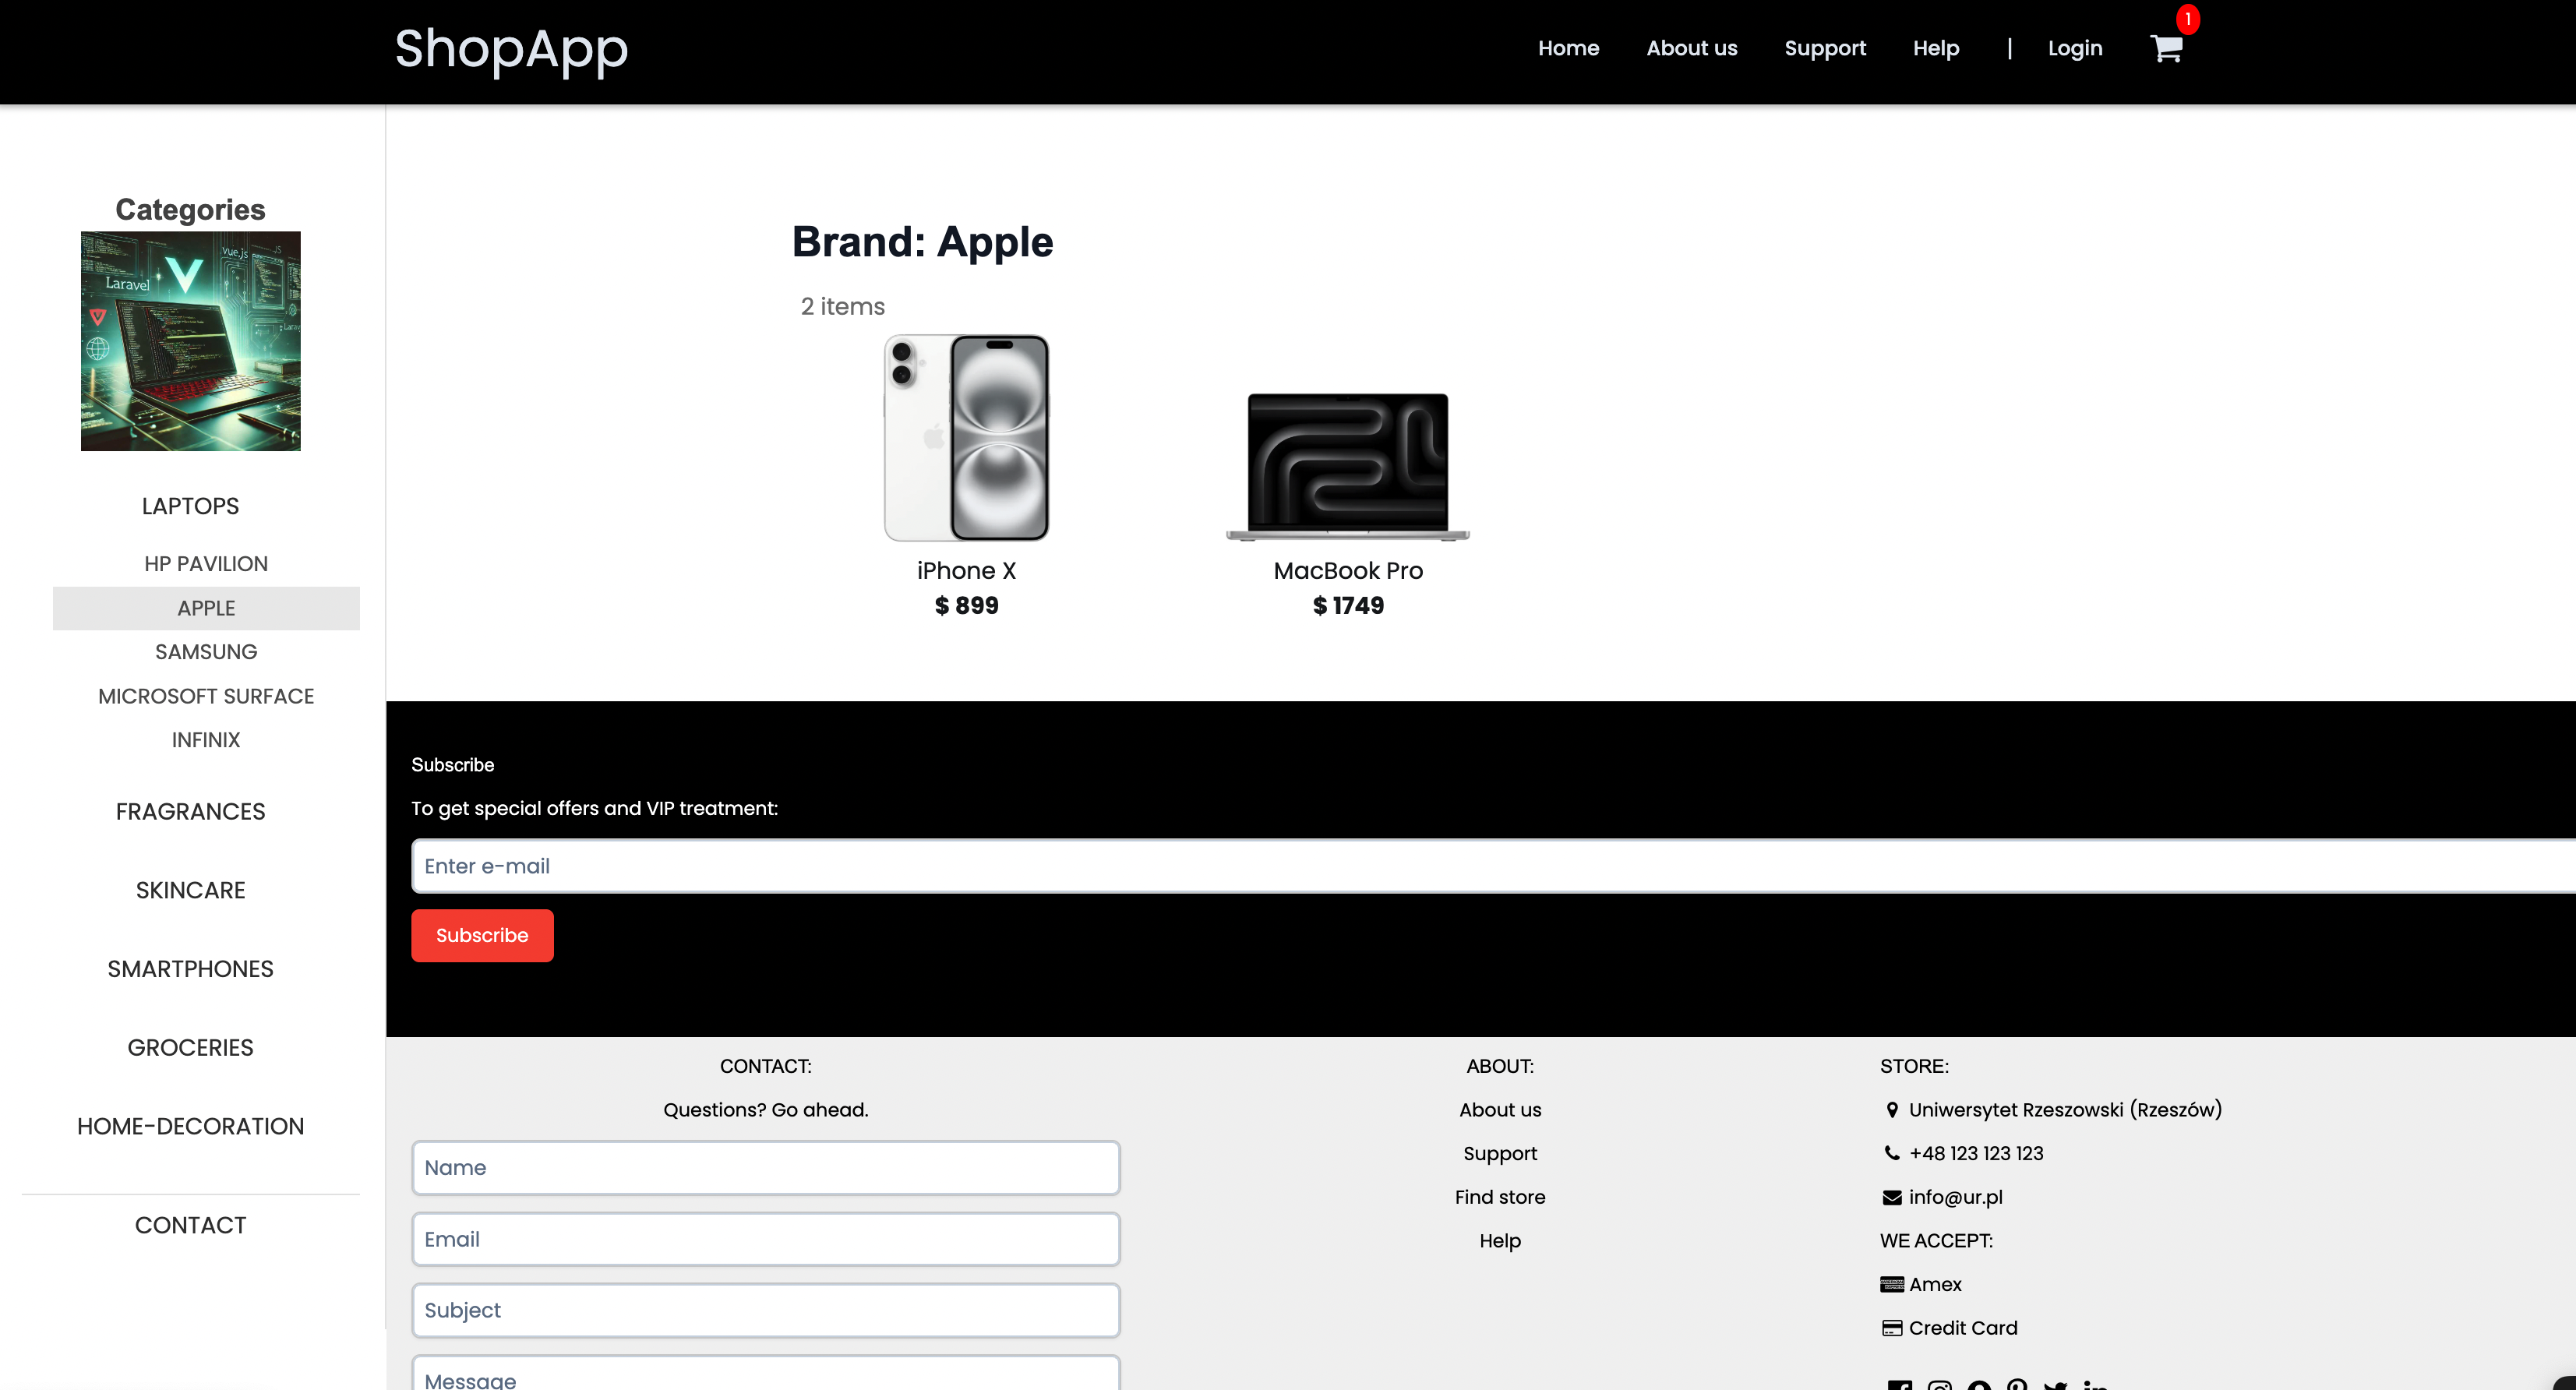 ShopApp
Home
About us
Support
Help
|
Login
1
Categories
vue.js
JS
Laravel
LAPTOPS
HP PAVILION
APPLE
SAMSUNG
MICROSOFT SURFACE
INFINIX
FRAGRANCES
SKINCARE
SMARTPHONES
GROCERIES
HOME-DECORATION
CONTACT
Brand: Apple
2 items
iPhone X
$ 899
MacBook Pro
$ 1749
Subscribe
To get special offers and VIP treatment:
Enter e-mail
Subscribe
CONTACT:
Questions? Go ahead.
Name
Email
Subject
Message
ABOUT:
About us
Support
Find store
Help
STORE:
Uniwersytet Rzeszowski (Rzeszów)
+48 123 123 123
info@ur.pl
WE ACCEPT:
Amex
Credit Card